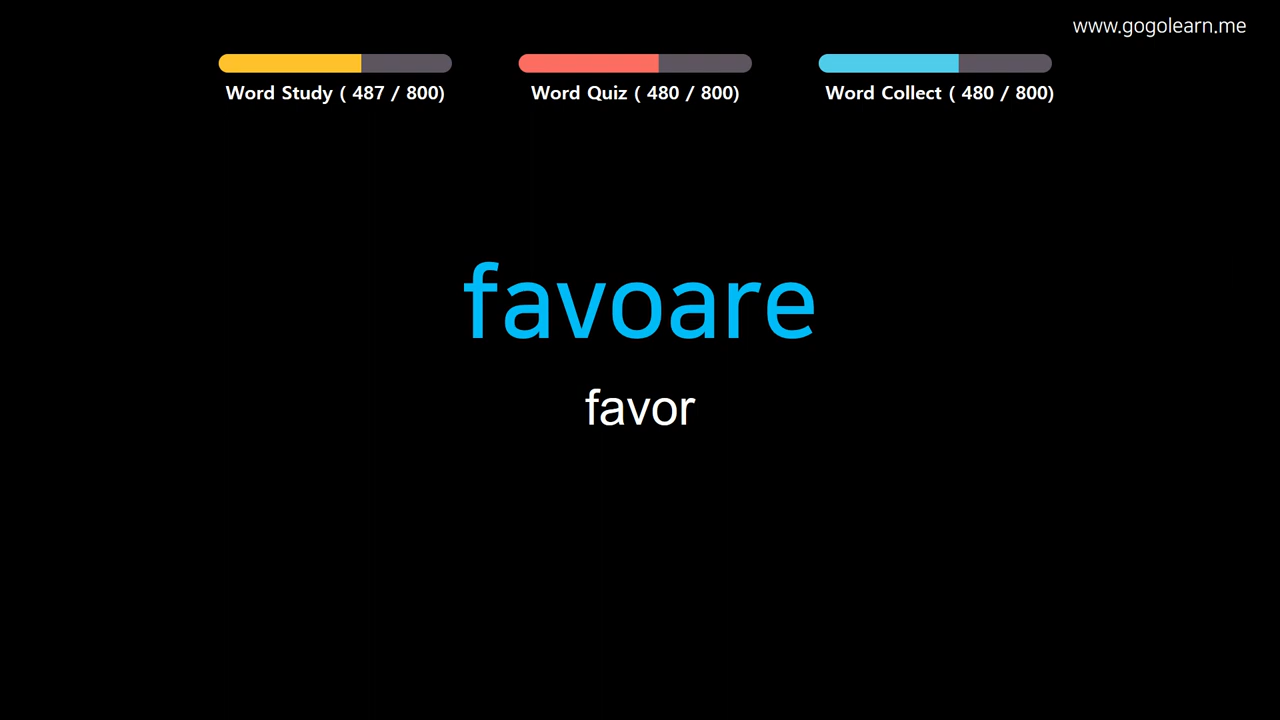 www.gogolearn.me
Word Study ( 487 / 800)
Word Quiz ( 480 / 800)
Word Collect ( 480 / 800)
favoare
favor